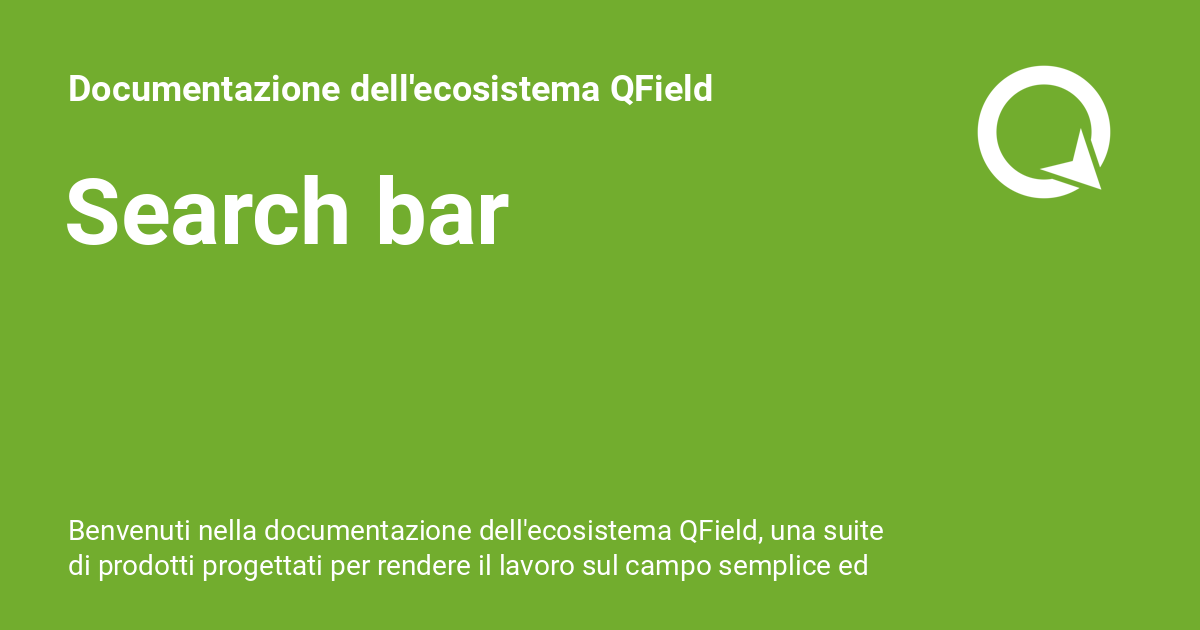 Documentazione dell'ecosistema QField
Search bar
Benvenuti nella documentazione dell'ecosistema QField, una suite
di prodotti progettati per rendere il lavoro sul campo semplice ed